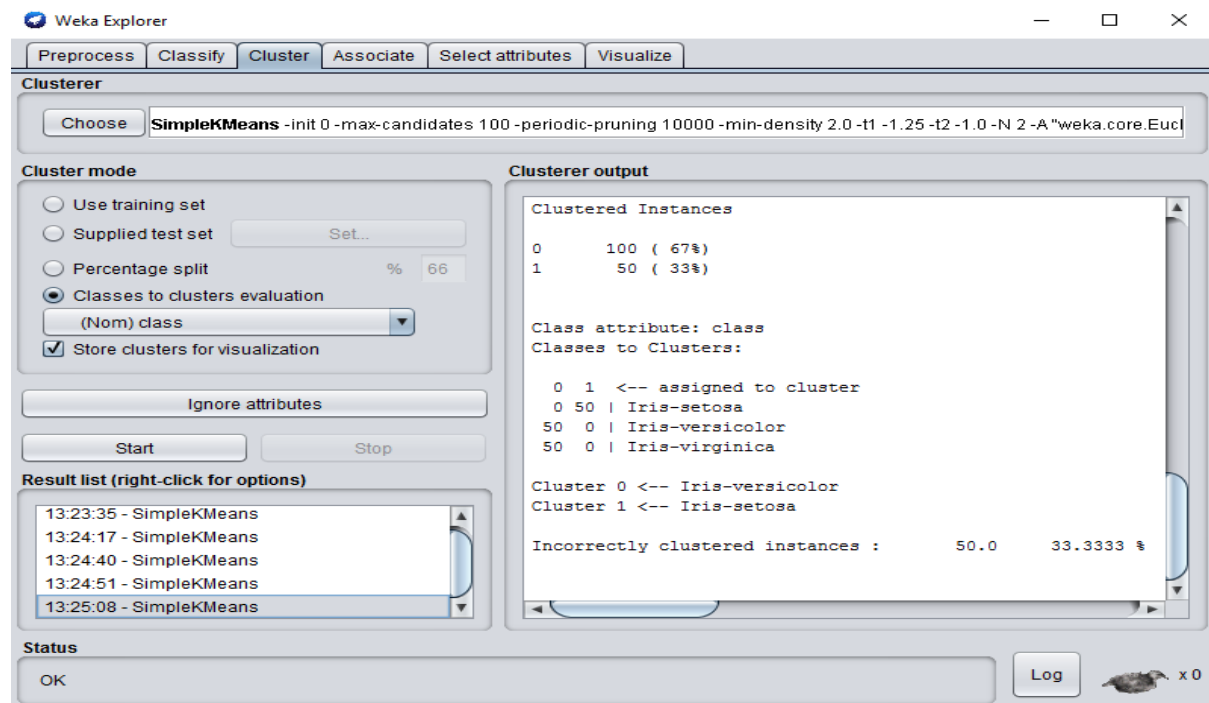 Weka Explorer
Preprocess Classify Cluster Associate Select attributes Visualize
Clusterer
Choose SimpleKMeans -init 0 -max-candidates 100 -periodic-pruning 10000 -min-density 2.0 -t1 -1.25 -t2 -1.0 -N 2 -A "weka.core.Eucl
Cluster mode
Use training set
Supplied test set Set...
Percentage split % 66
Classes to clusters evaluation
(Nom) class
Store clusters for visualization
Ignore attributes
Start Stop
Result list (right-click for options)
13:23:35 - SimpleKMeans
13:24:17 - SimpleKMeans
13:24:40 - SimpleKMeans
13:24:51 - SimpleKMeans
13:25:08 - SimpleKMeans
Clusterer output
Clustered Instances
0 100 ( 67%)
1 50 ( 33%)
Class attribute: class
Classes to Clusters:
0 1 <-- assigned to cluster
0 50 | Iris-setosa
50 0 | Iris-versicolor
50 0 | Iris-virginica
Cluster 0 <-- Iris-versicolor
Cluster 1 <-- Iris-setosa
Incorrectly clustered instances : 50.0 33.3333 %
Status
OK
Log
x 0